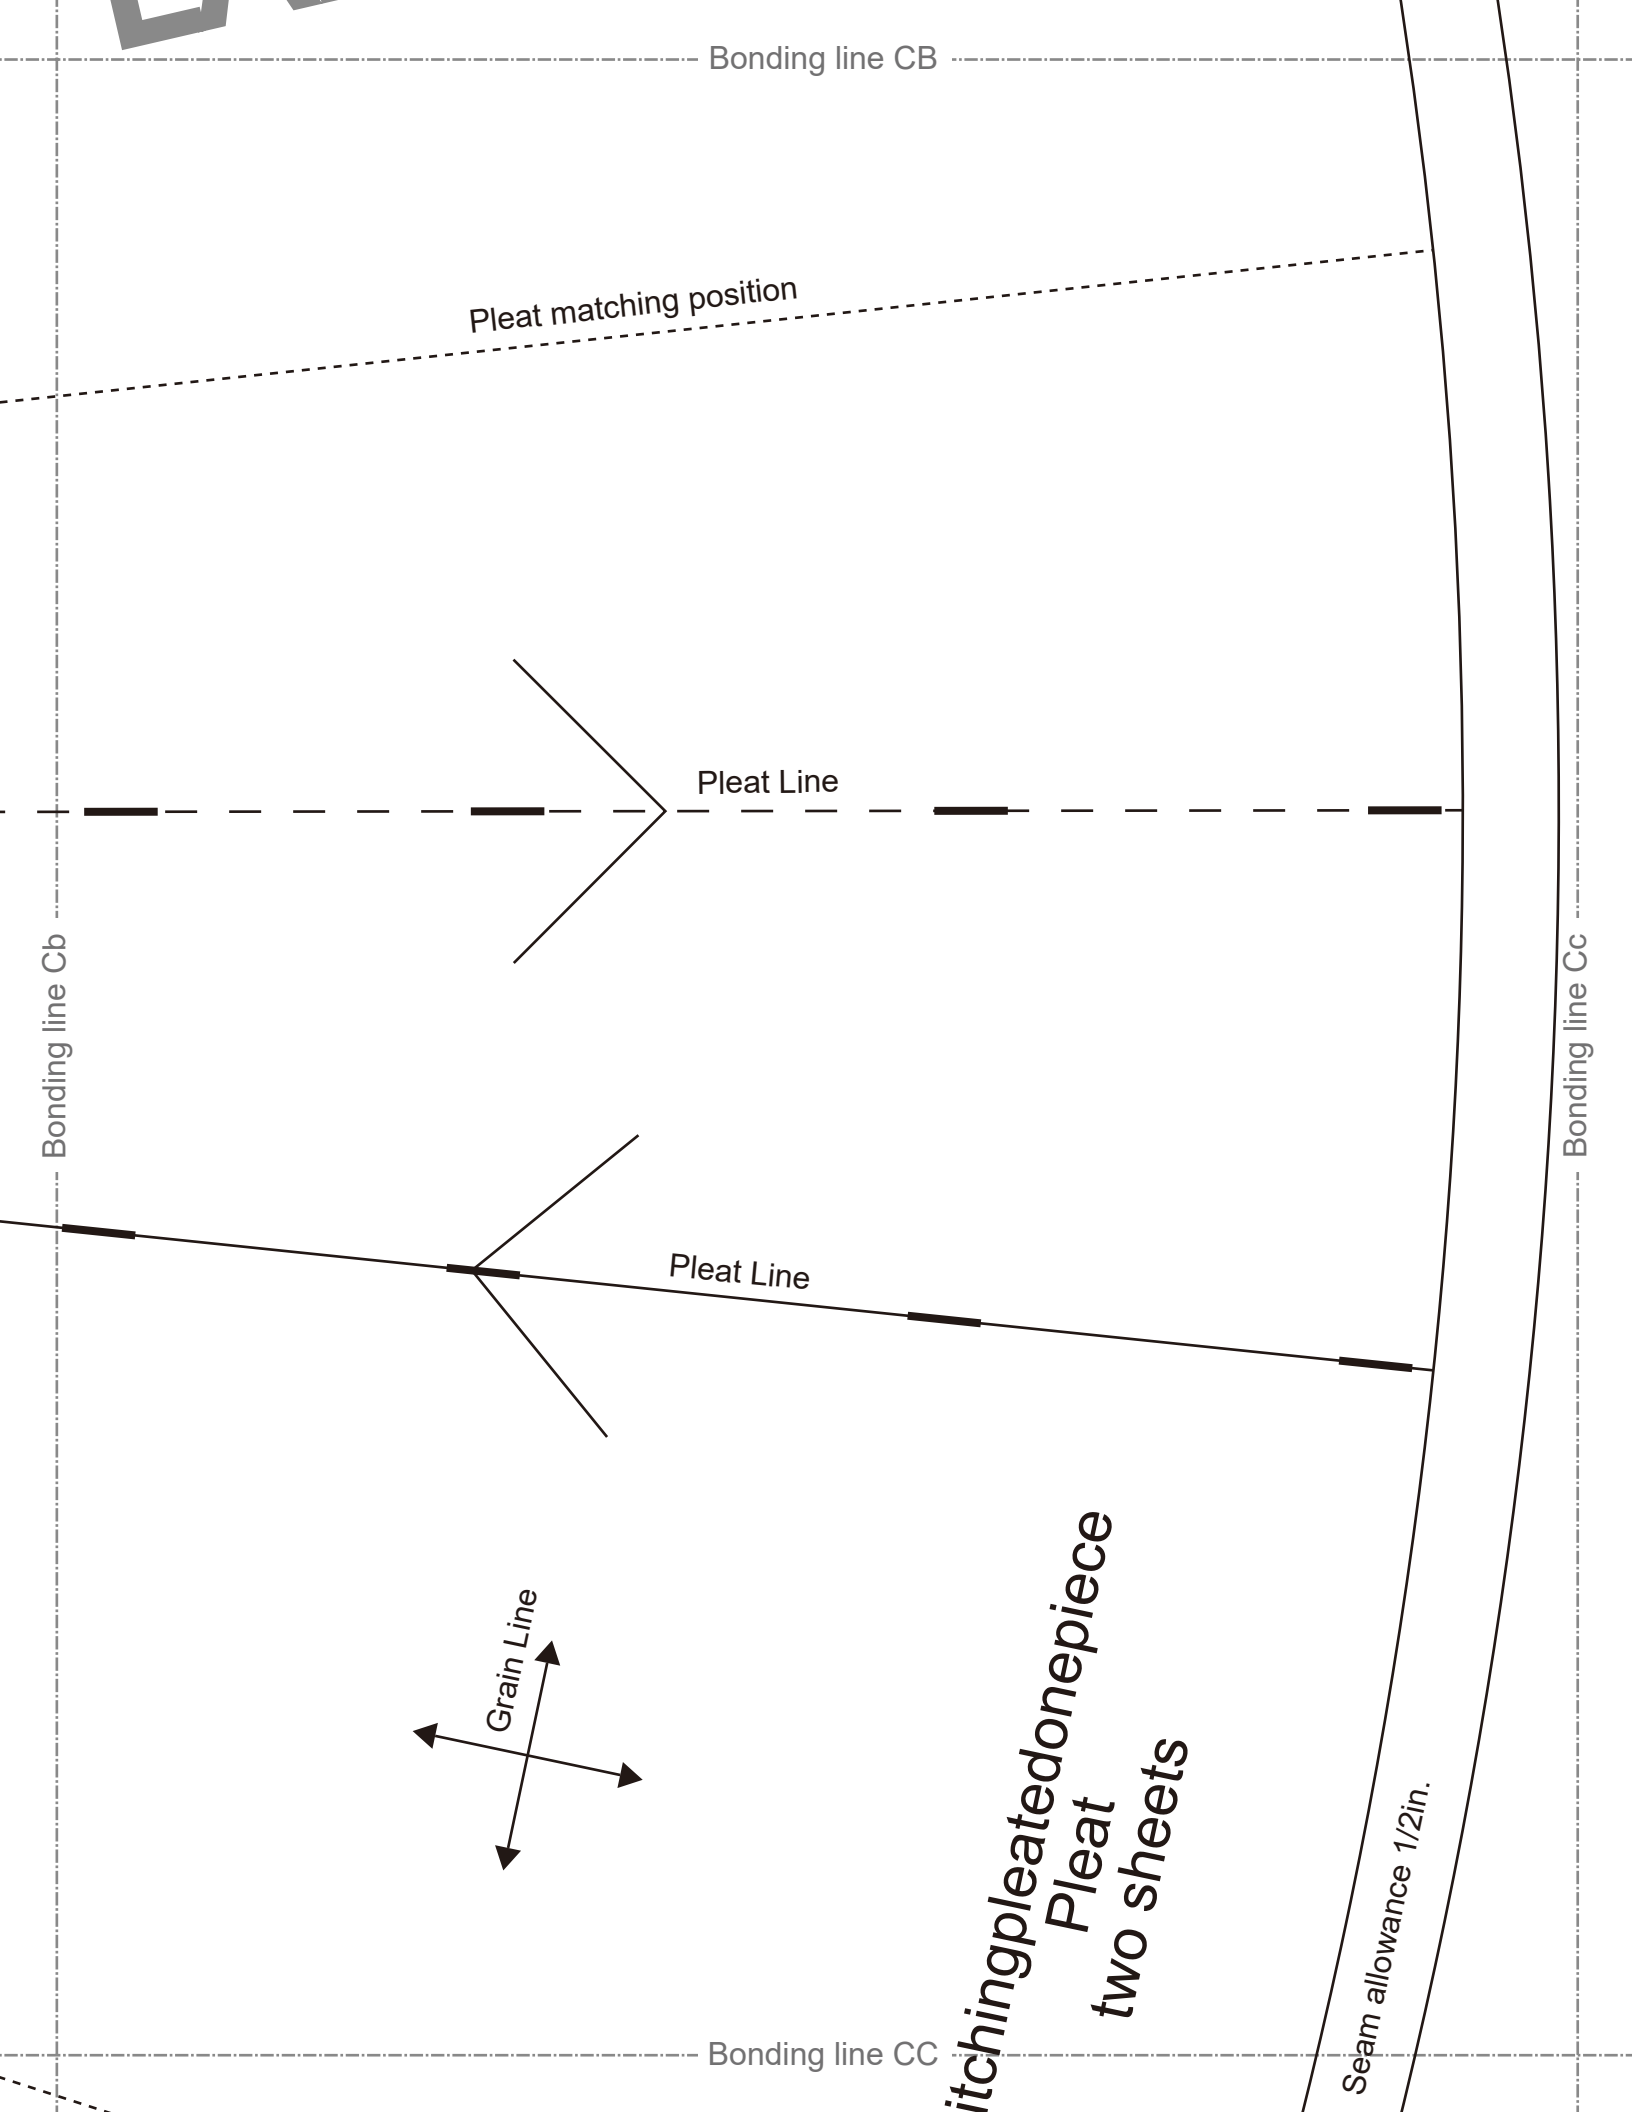 Bonding line CB
Pleat matching position
Pleat Line
Bonding line Cb
Bonding line Cc
Pleat Line
Grain Line
itchingpleatedonepiece
Pleat
two sheets
Seam allowance 1/2in.
Bonding line CC